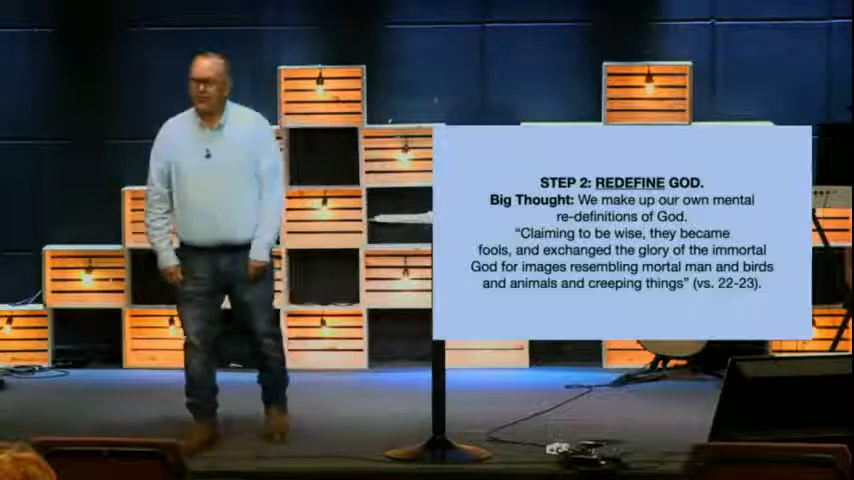 STEP 2: REDEFINE GOD.
Big Thought: We make up our own mental
re-definitions of God.
“Claiming to be wise, they became
fools, and exchanged the glory of the immortal
God for images resembling mortal man and birds
and animals and creeping things” (vs. 22-23).